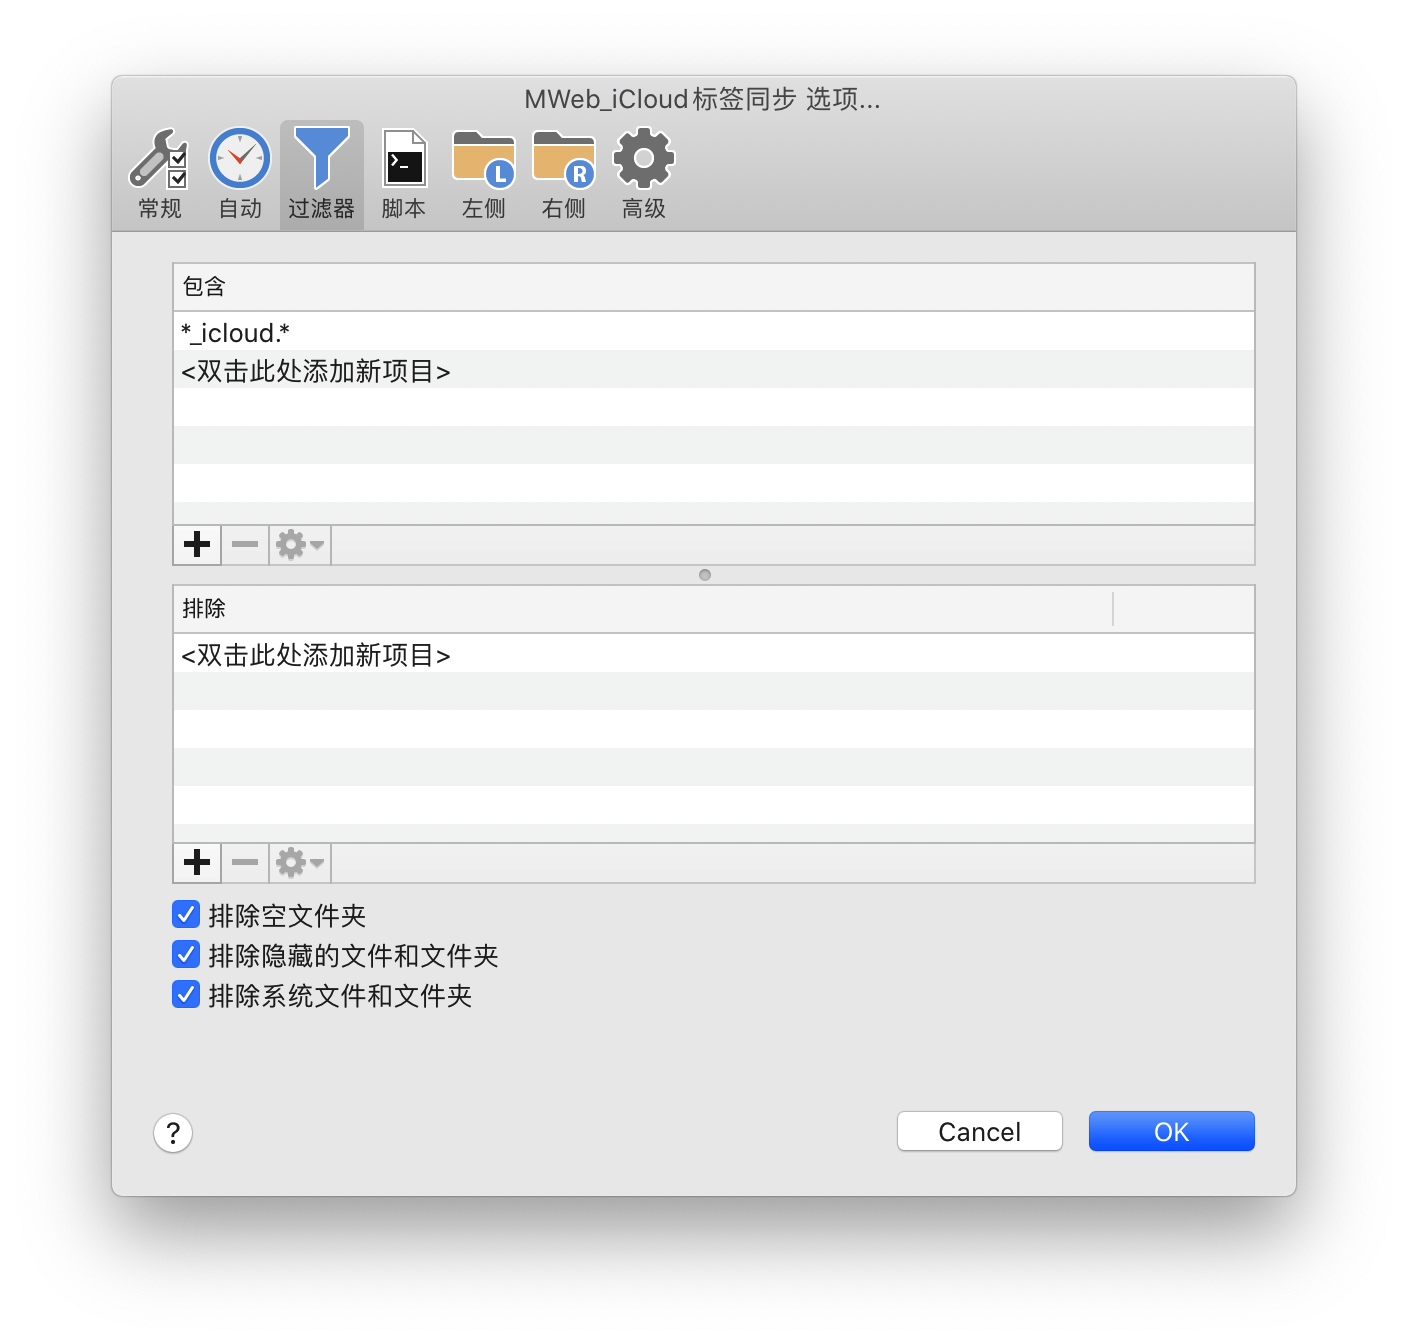 MWeb_iCloud标签同步 选项...
常规 自动 过滤器 脚本 左侧 右侧 高级
包含
*_icloud.*
<双击此处添加新项目>
排除
<双击此处添加新项目>
排除空文件夹
排除隐藏的文件和文件夹
排除系统文件和文件夹
? Cancel OK